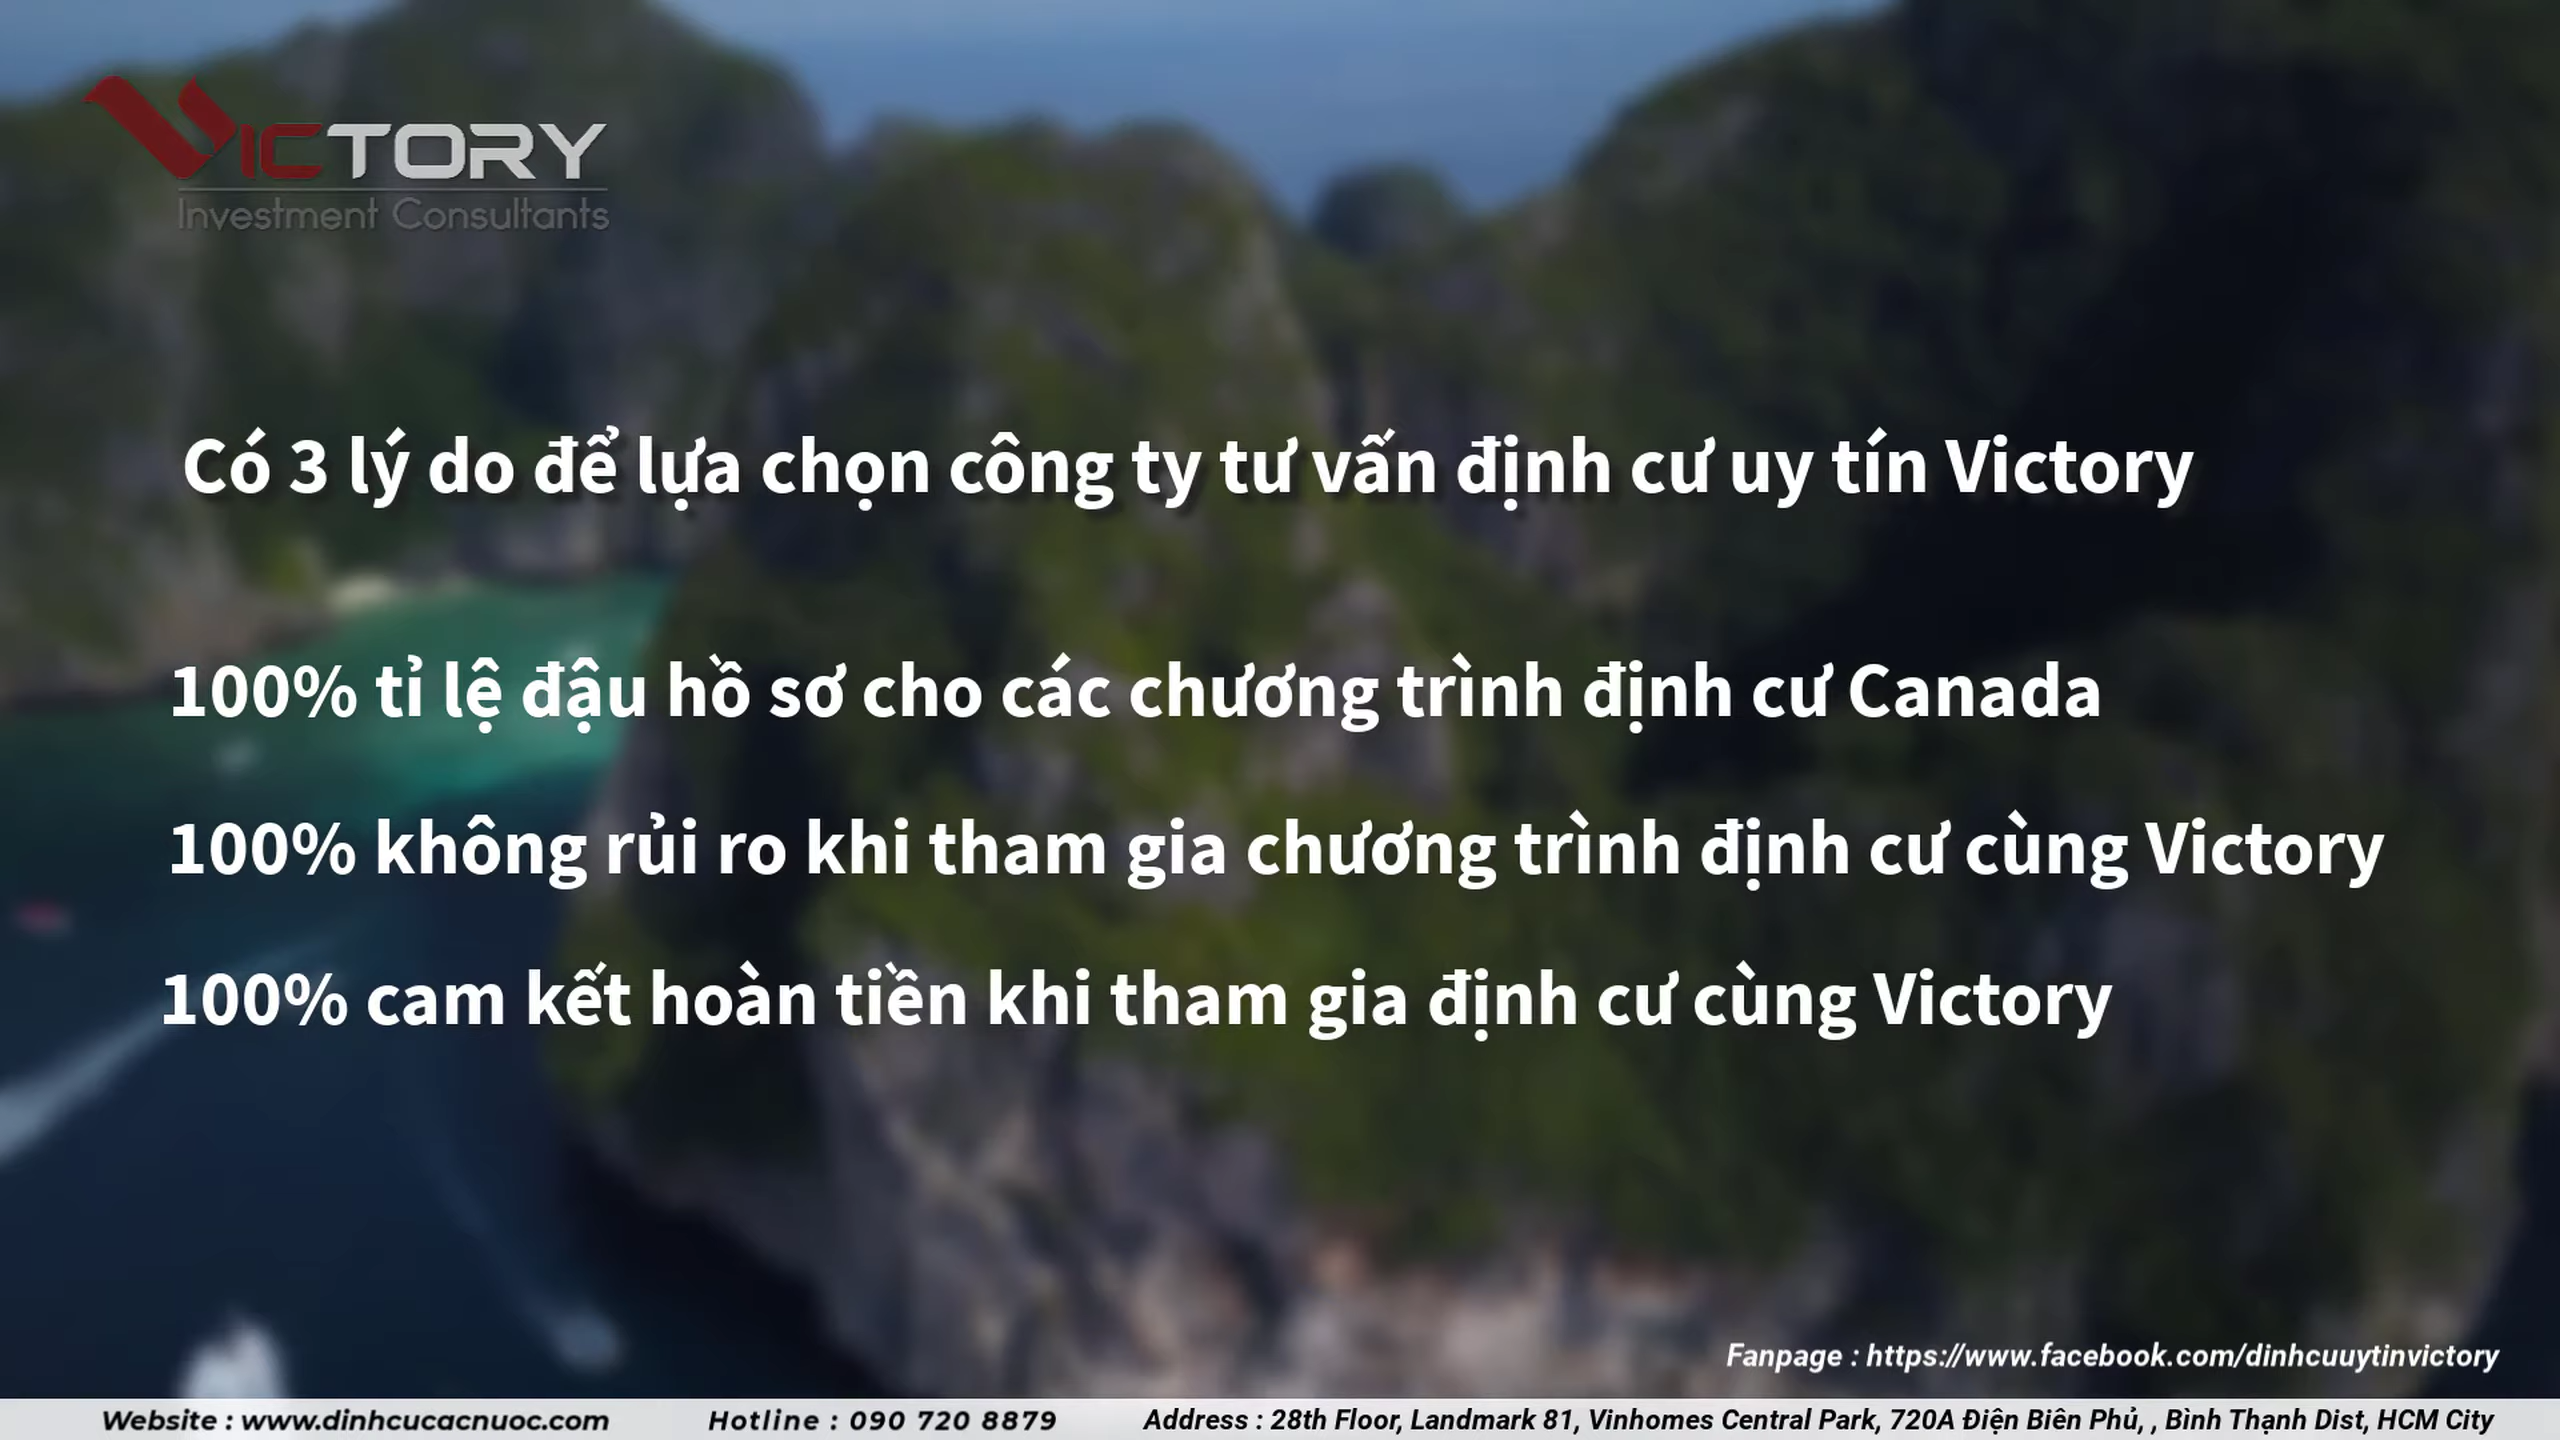 VICTORY
Investment Consultants
Có 3 lý do để lựa chọn công ty tư vấn định cư uy tín Victory
100% tỉ lệ đậu hồ sơ cho các chương trình định cư Canada
100% không rủi ro khi tham gia chương trình định cư cùng Victory
100% cam kết hoàn tiền khi tham gia định cư cùng Victory
Fanpage : https://www.facebook.com/dinhcuuytinvictory
Website : www.dinhcucacnuoc.com Hotline : 090 720 8879 Address : 28th Floor, Landmark 81, Vinhomes Central Park, 720A Điện Biên Phủ, , Bình Thạnh Dist, HCM City